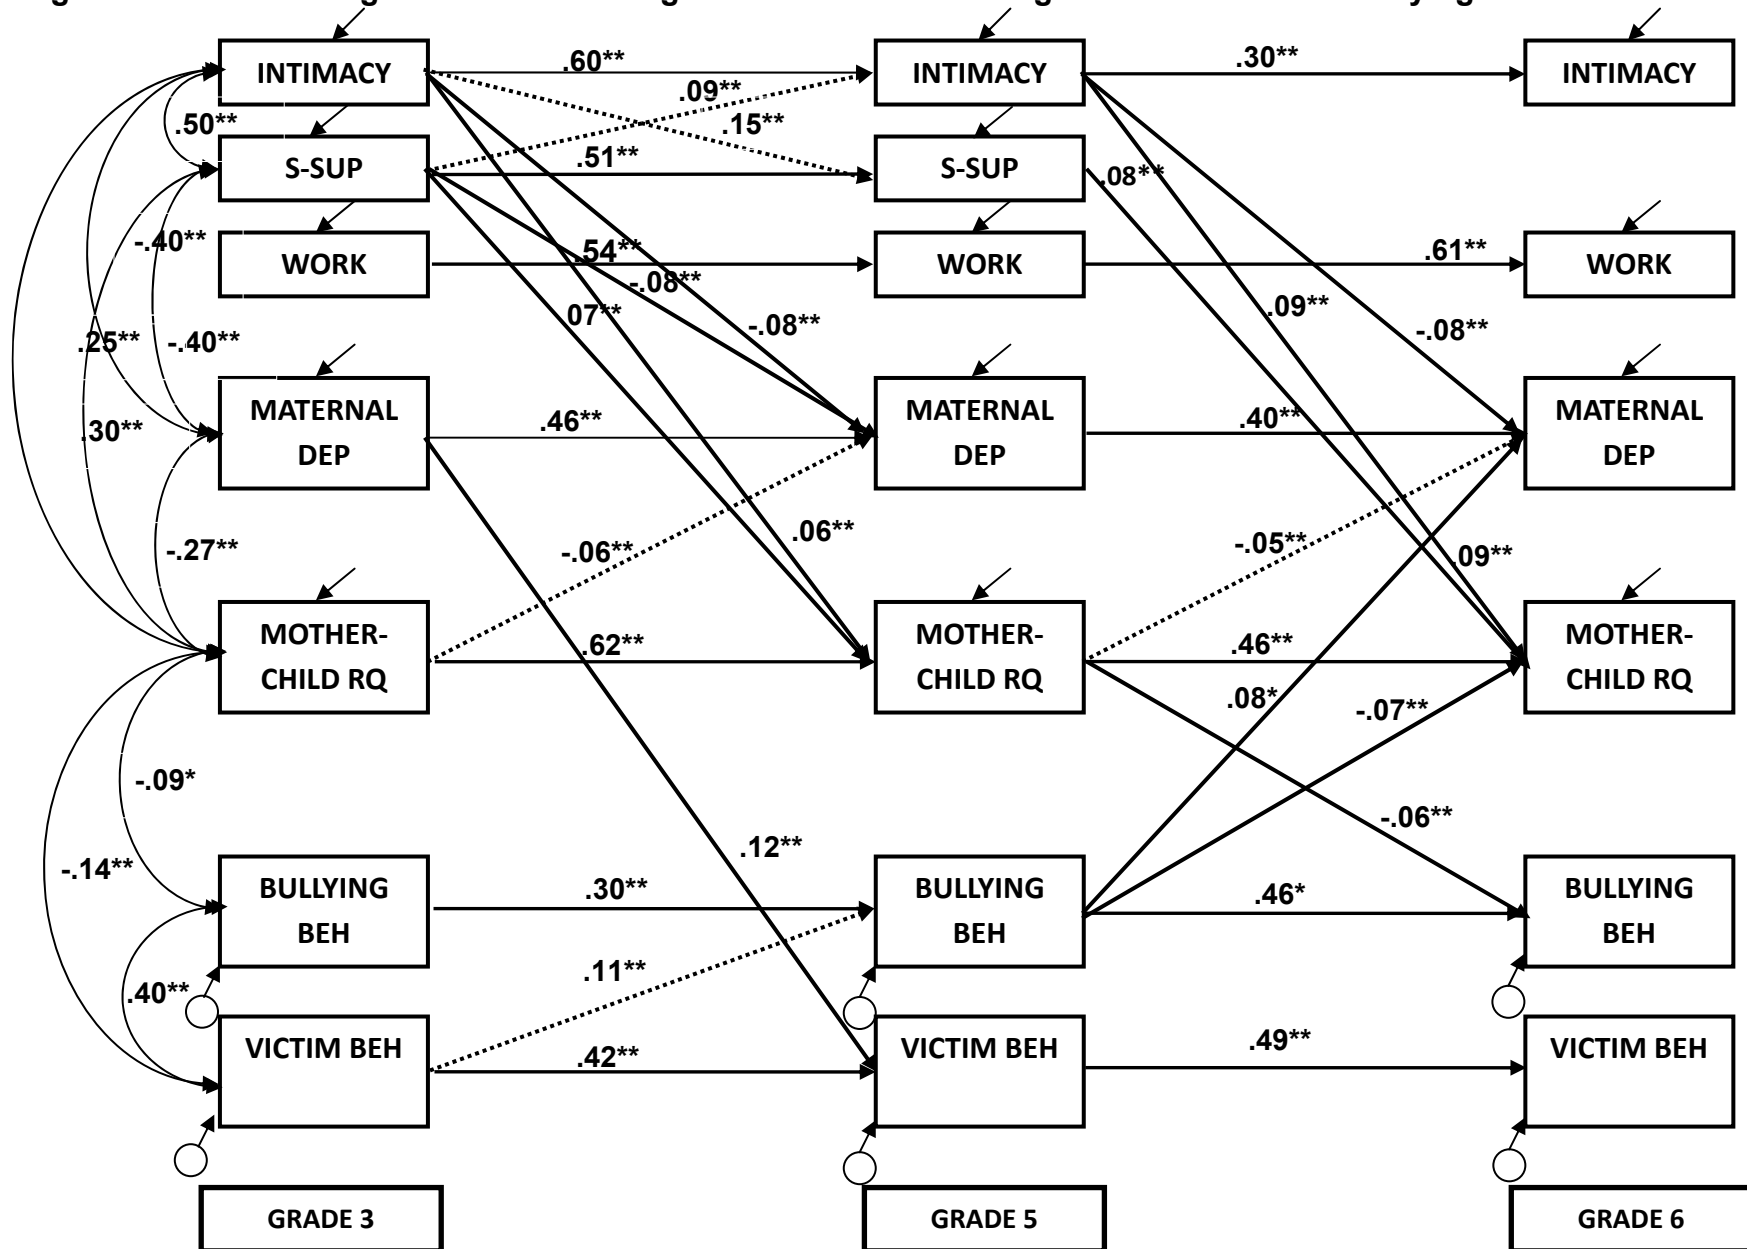 INTIMACY
.60**
INTIMACY
.30**
INTIMACY
.09**
.50**
.15**
S-SUP
.51**
S-SUP
.08**
-.40**
WORK
.54**
WORK
.61**
WORK
-.08**
07**
-.08**
.09**
-.08**
.25**
-.40**
.30**
MATERNAL
DEP
.46**
MATERNAL
DEP
.40**
MATERNAL
DEP
-.27**
-.06**
.06**
-.05**
.09**
MOTHER-
CHILD RQ
.62**
MOTHER-
CHILD RQ
.46**
MOTHER-
CHILD RQ
.08*
-.07**
-.09*
-.06**
-.14**
.12**
BULLYING
BEH
.30**
BULLYING
BEH
.46*
BULLYING
BEH
.40**
.11**
VICTIM BEH
.42**
VICTIM BEH
.49**
VICTIM BEH
GRADE 3
GRADE 5
GRADE 6